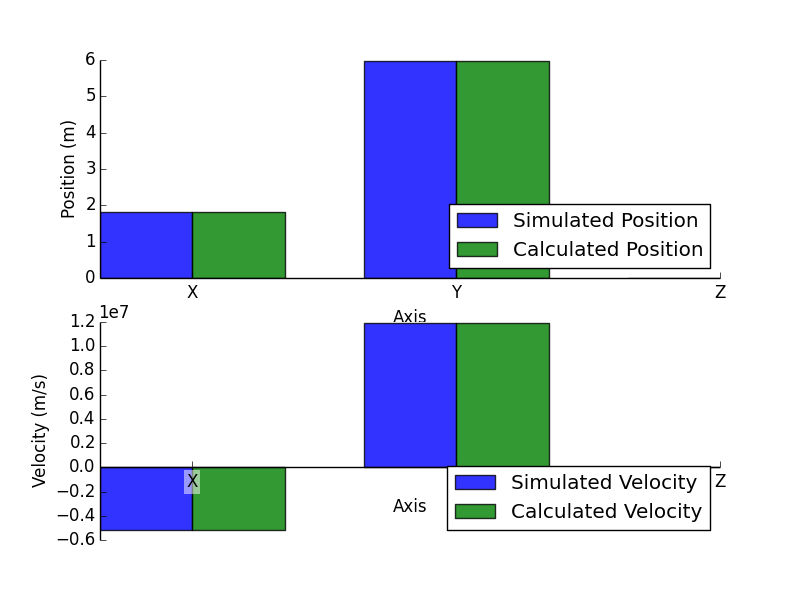 6
5
4
3
2
1
0
Position (m)
Simulated Position
Calculated Position
X Y Z
Axis
1e7
1.2
1.0
0.8
0.6
0.4
0.2
0.0
−0.2
−0.4
−0.6
Velocity (m/s)
X Z
Simulated Velocity
Calculated Velocity
Axis